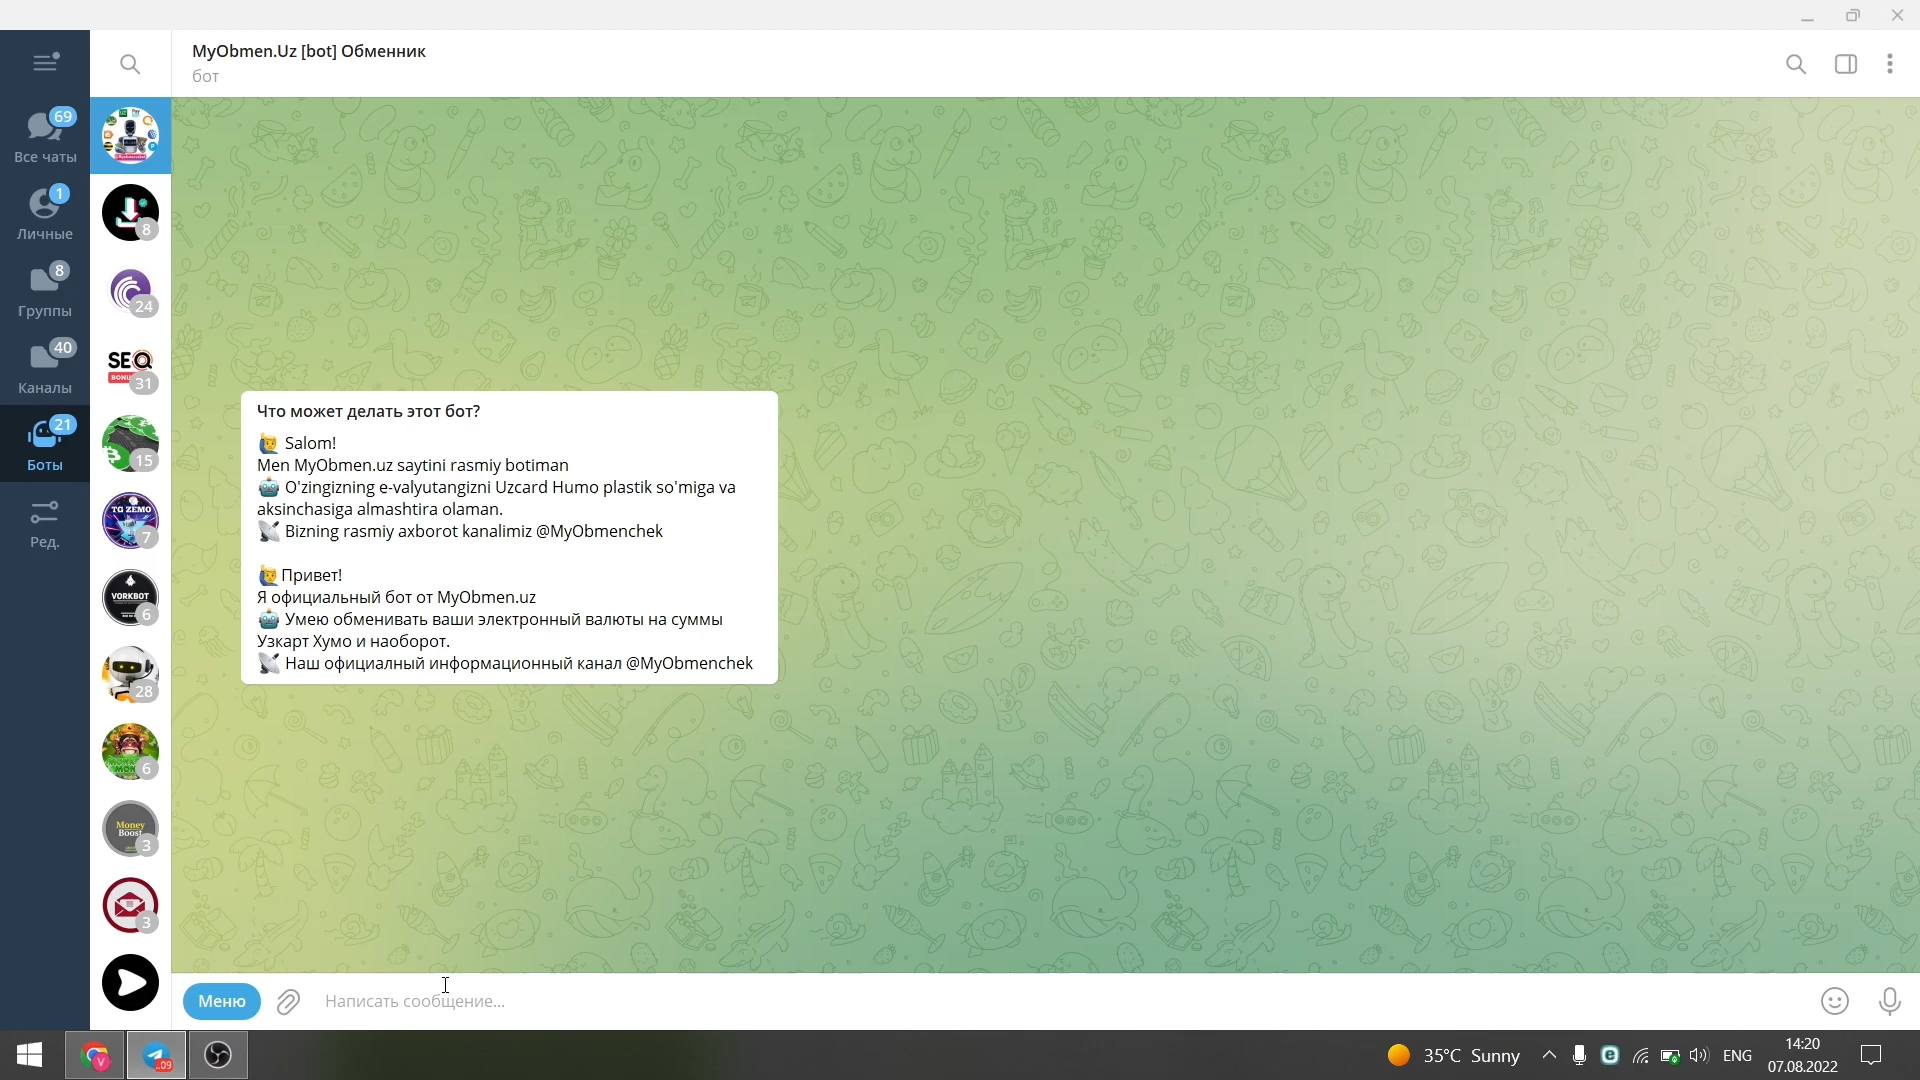 MyObmen.Uz [bot] Обменник
бот
69
Все чаты
1
Личные
8
Группы
40
Каналы
21
Боты
Ред.
8
24
SEO
31
15
TG ZEMO
7
VORKBOT
6
28
6
Money
Boost
3
3
Что может делать этот бот?
Salom!
Men MyObmen.uz saytini rasmiy botiman
O'zingizning e-valyutangizni Uzcard Humo plastik so'miga va
aksinchasiga almashtira olaman.
Bizning rasmiy axborot kanalimiz @MyObmenchek
Привет!
Я официальный бот от MyObmen.uz
Умею обменивать ваши электронный валюты на суммы
Узкарт Хумо и наоборот.
Наш официалный информационный канал @MyObmenchek
Меню
Написать сообщение...
V
..09
35°C Sunny
ENG
14:20
07.08.2022